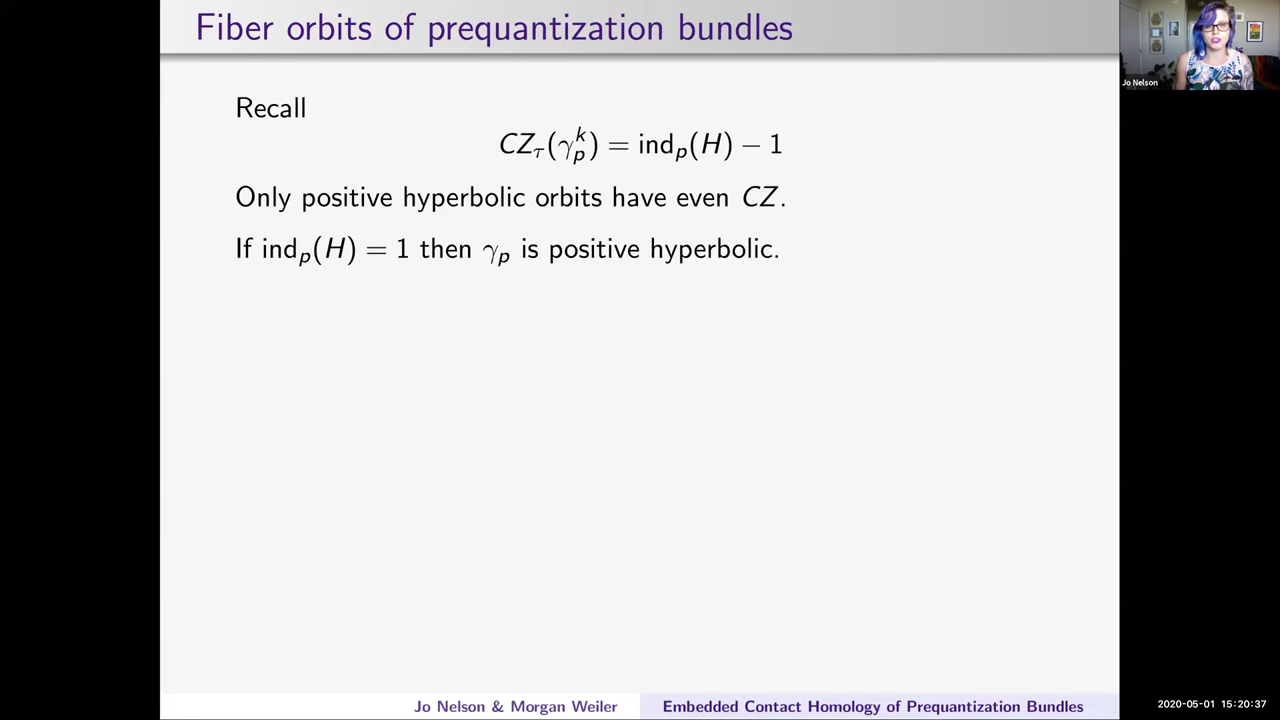 Fiber orbits of prequantization bundles
Jo Nelson
Recall
CZ_τ(γ_p^k) = ind_p(H) − 1
Only positive hyperbolic orbits have even CZ.
If ind_p(H) = 1 then γ_p is positive hyperbolic.
Jo Nelson & Morgan Weiler
Embedded Contact Homology of Prequantization Bundles
2020-05-01 15:20:37